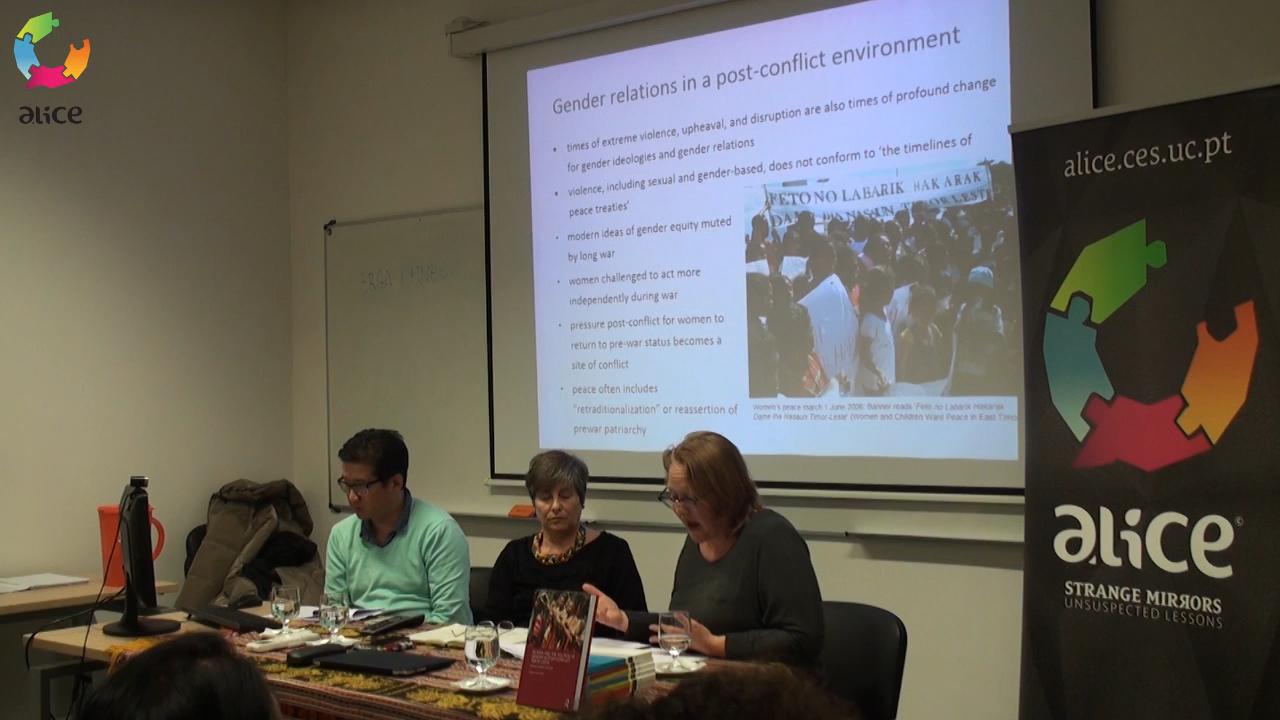 alice
Gender relations in a post-conflict environment
• times of extreme violence, upheaval, and disruption are also times of profound change
for gender ideologies and gender relations
• violence, including sexual and gender-based, does not conform to 'the timelines of
peace treaties'
• modern ideas of gender equity muted
by long war
• women challenged to act more
independently during war
• pressure post-conflict for women to
return to pre-war status becomes a
site of conflict
• peace often includes
"retraditionalization" or reassertion of
prewar patriarchy
FETO NO LABARIK HAKARAK
DAME IHA NASAUN TIMOR LESTE
Women's peace march 1 June 2006: Banner reads 'Feto no Labarik Hakarak
Dame Iha Nasaun Timor-Leste' (Women and Children Want Peace in East Timo
alice.ces.uc.pt
alice©
STRANGE MIRRORS
UNSUSPECTED LESSONS